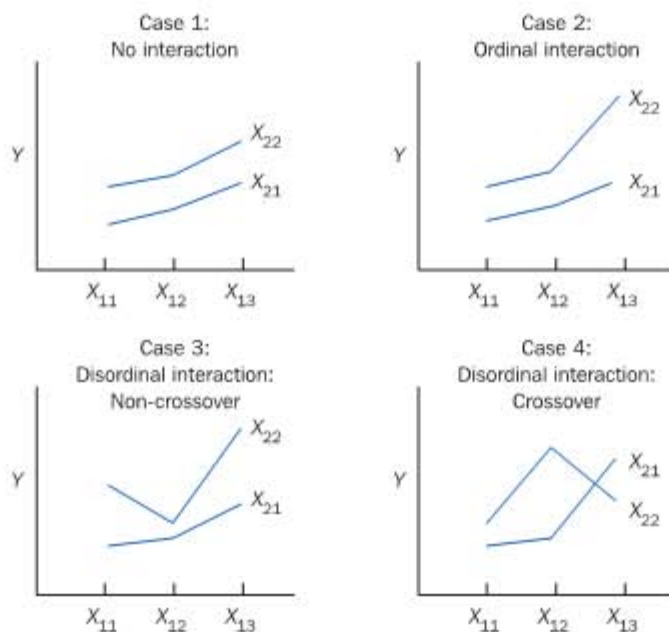 Case 1:
No interaction
Y
X22
X21
X11 X12 X13
Case 2:
Ordinal interaction
Y
X22
X21
X11 X12 X13
Case 3:
Disordinal interaction:
Non-crossover
Y
X22
X21
X11 X12 X13
Case 4:
Disordinal interaction:
Crossover
Y
X21
X22
X11 X12 X13